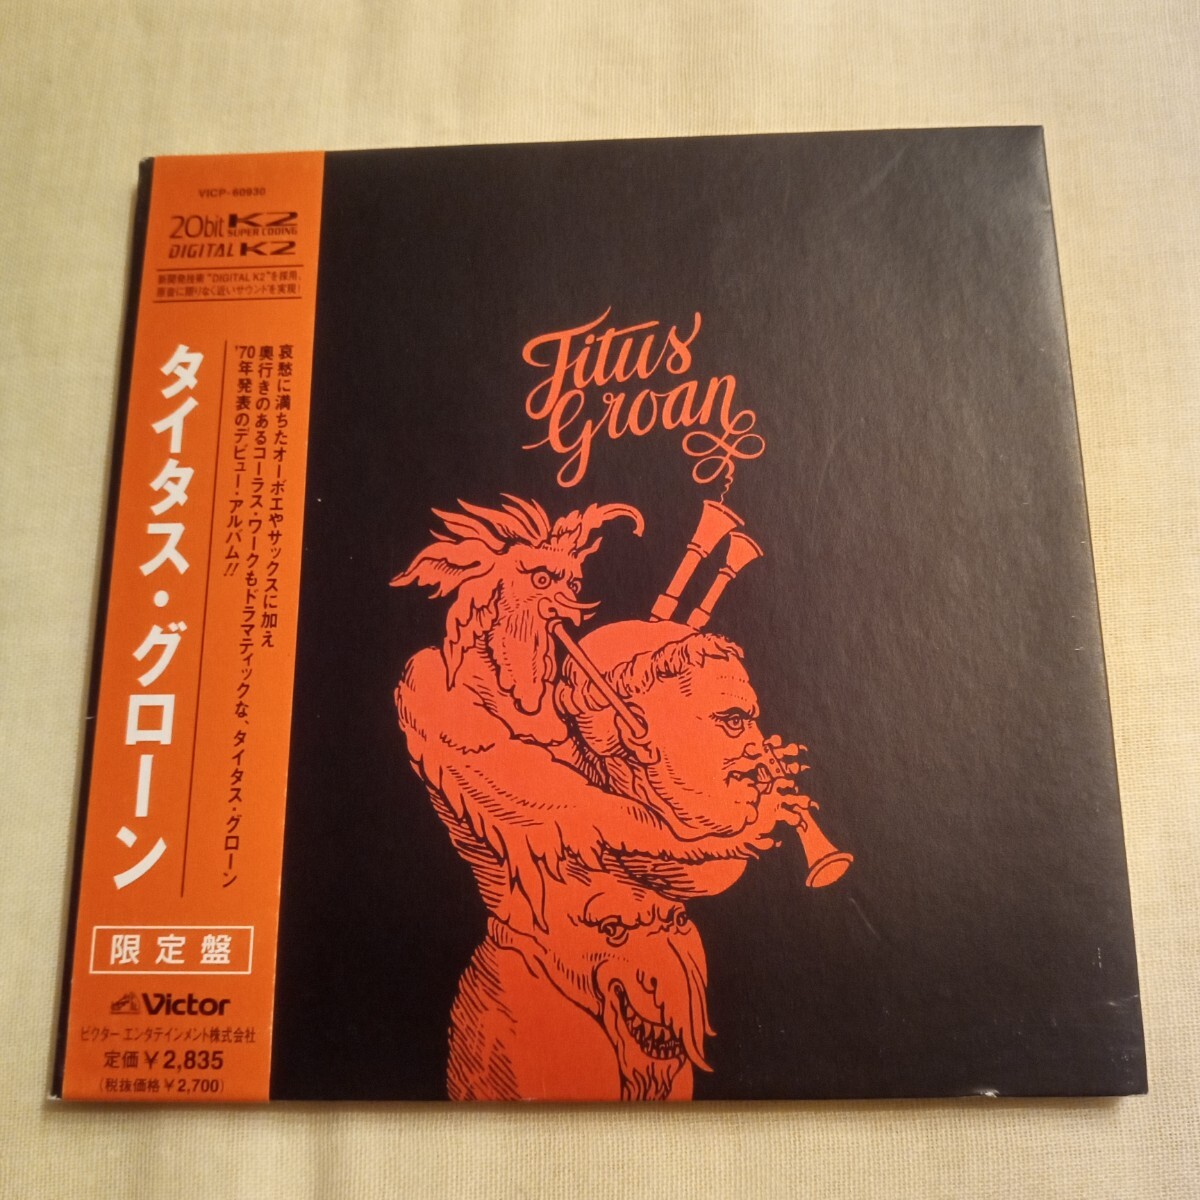 VICP-60930
20bit K2
SUPER CODING
DIGITAL K2
新開発技術"DIGITAL K2"を採用。
原音に限りなく近いサウンドを実現!
哀愁に満ちたオーボエやサックスに加え
奥行きのあるコーラス・ワークもドラマティックな、タイタス・グローン
'70年発表のデビュー・アルバム!!
タイタス・グローン
限定盤
Victor
ビクターエンタテインメント株式会社
定価￥2,835
(税抜価格￥2,700)
Titus
Groan